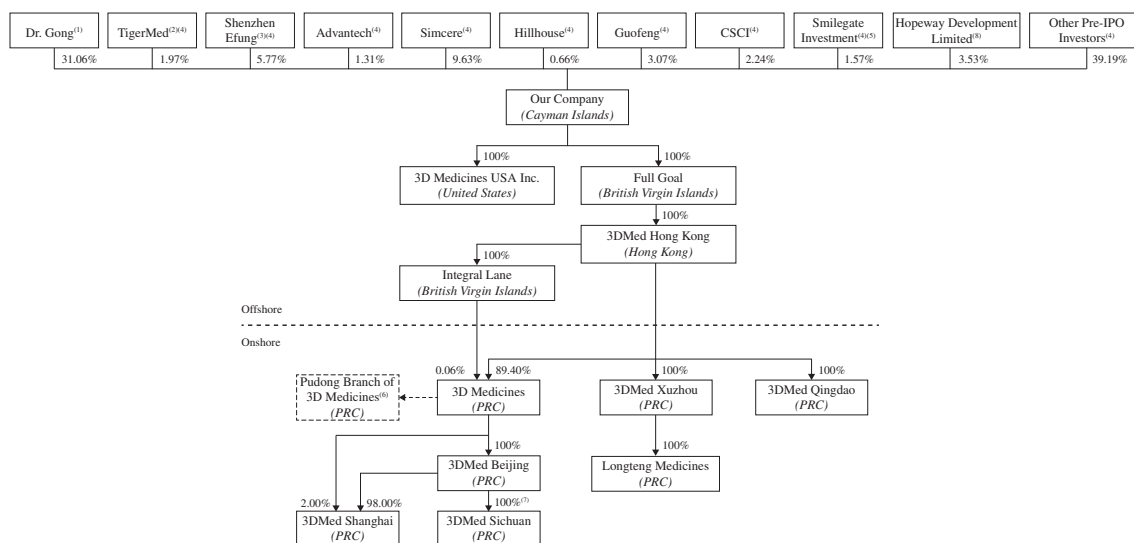 Dr. Gong(1)
TigerMed(2)(4)
Shenzhen
Efung(3)(4)
Advantech(4)
Simcere(4)
Hillhouse(4)
Guofeng(4)
CSCI(4)
Smilegate
Investment(4)(5)
Hopeway Development
Limited(8)
Other Pre-IPO
Investors(4)
31.06%
1.97%
5.77%
1.31%
9.63%
0.66%
3.07%
2.24%
1.57%
3.53%
39.19%
Our Company
(Cayman Islands)
100%
100%
3D Medicines USA Inc.
(United States)
Full Goal
(British Virgin Islands)
100%
3DMed Hong Kong
(Hong Kong)
100%
Integral Lane
(British Virgin Islands)
Offshore
Onshore
0.06%
89.40%
100%
100%
Pudong Branch of
3D Medicines(6)
(PRC)
3D Medicines
(PRC)
3DMed Xuzhou
(PRC)
3DMed Qingdao
(PRC)
100%
100%
3DMed Beijing
(PRC)
Longteng Medicines
(PRC)
2.00%
98.00%
100%(7)
3DMed Shanghai
(PRC)
3DMed Sichuan
(PRC)